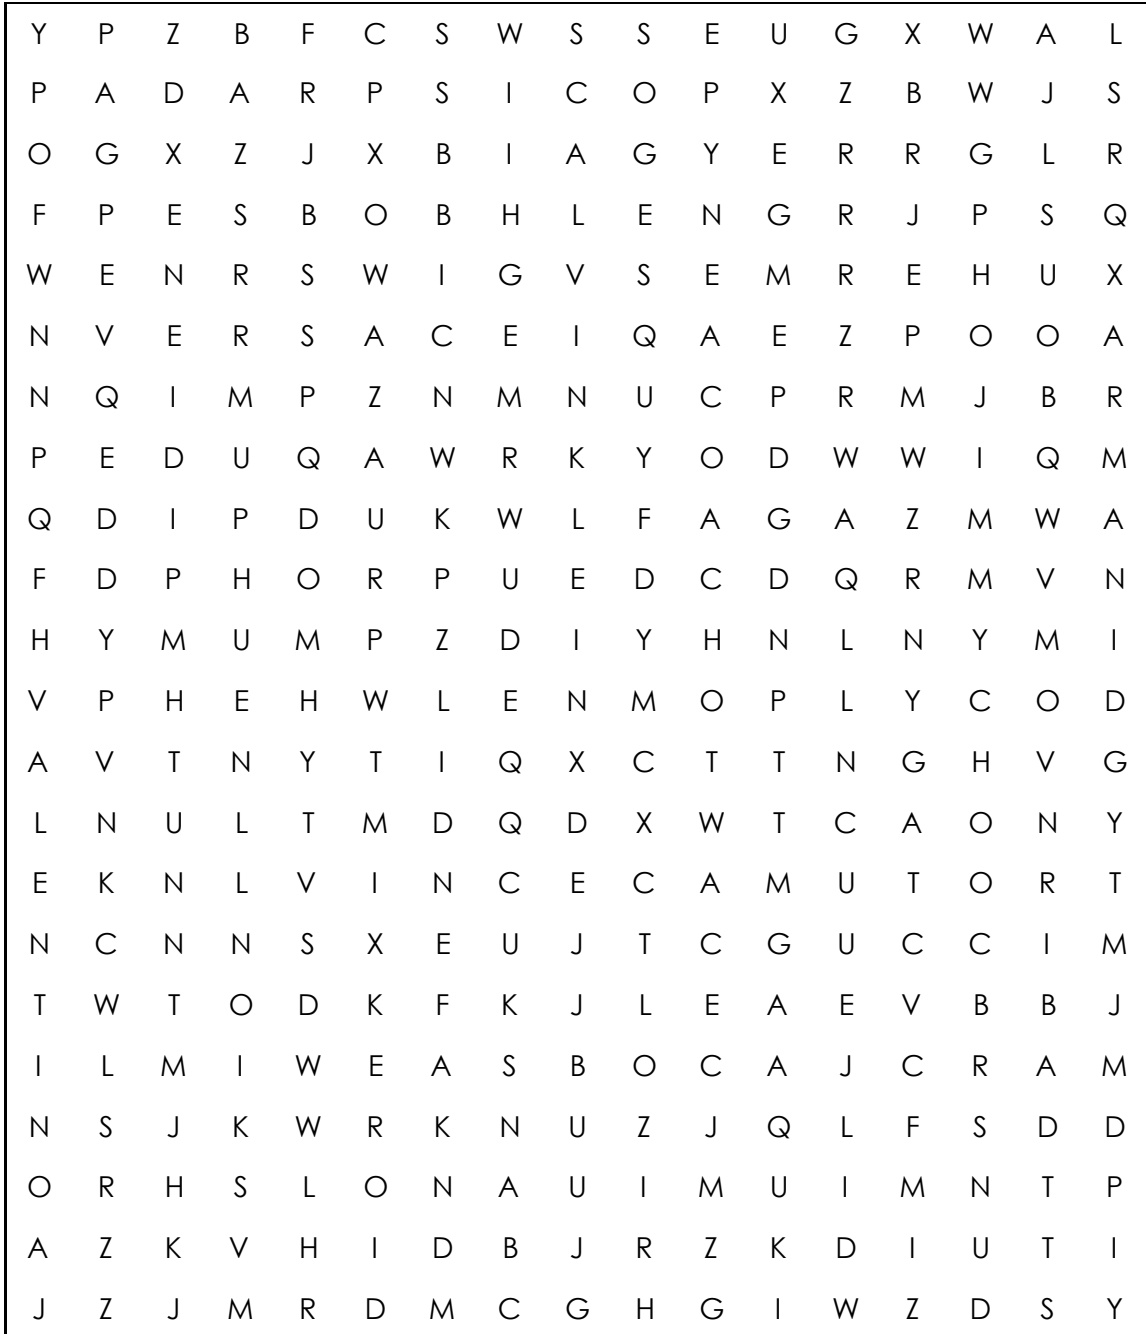 Y P Z B F C S W S S E U G X W A L
P A D A R P S I C O P X Z B W J S
O G X Z J X B I A G Y E R R G L R
F P E S B O B H L E N G R J P S Q
W E N R S W I G V S E M R E H U X
N V E R S A C E I Q A E Z P O O A
N Q I M P Z N M N U C P R M J B R
P E D U Q A W R K Y O D W W I Q M
Q D I P D U K W L F A G A Z M W A
F D P H O R P U E D C D Q R M V N
H Y M U M P Z D I Y H N L N Y M I
V P H E H W L E N M O P L Y C O D
A V T N Y T I Q X C T T N G H V G
L N U L T M D Q D X W T C A O N Y
E K N L V I N C E C A M U T O R T
N C N N S X E U J T C G U C C I M
T W T O D K F K J L E A E V B B J
I L M I W E A S B O C A J C R A M
N S J K W R K N U Z J Q L F S D D
O R H S L O N A U I M U I M N T P
A Z K V H I D B J R Z K D I U T I
J Z J M R D M C G H G I W Z D S Y